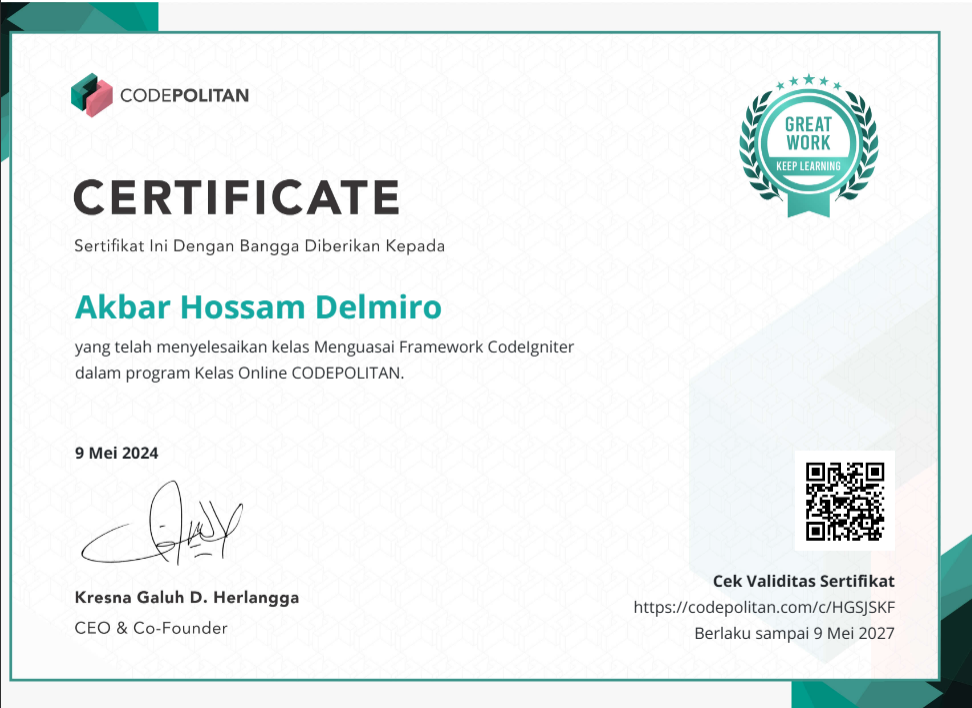 CODEPOLITAN
GREAT
WORK
KEEP LEARNING
CERTIFICATE
Sertifikat Ini Dengan Bangga Diberikan Kepada
Akbar Hossam Delmiro
yang telah menyelesaikan kelas Menguasai Framework CodeIgniter
dalam program Kelas Online CODEPOLITAN.
9 Mei 2024
Kresna Galuh D. Herlangga
CEO & Co-Founder
Cek Validitas Sertifikat
https://codepolitan.com/c/HGSJSKF
Berlaku sampai 9 Mei 2027